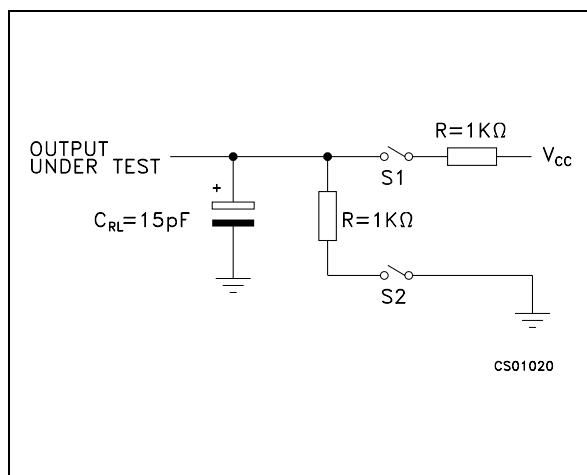 OUTPUT
UNDER TEST
R=1KΩ
VCC
S1
+
CRL=15pF
R=1KΩ
S2
CS01020